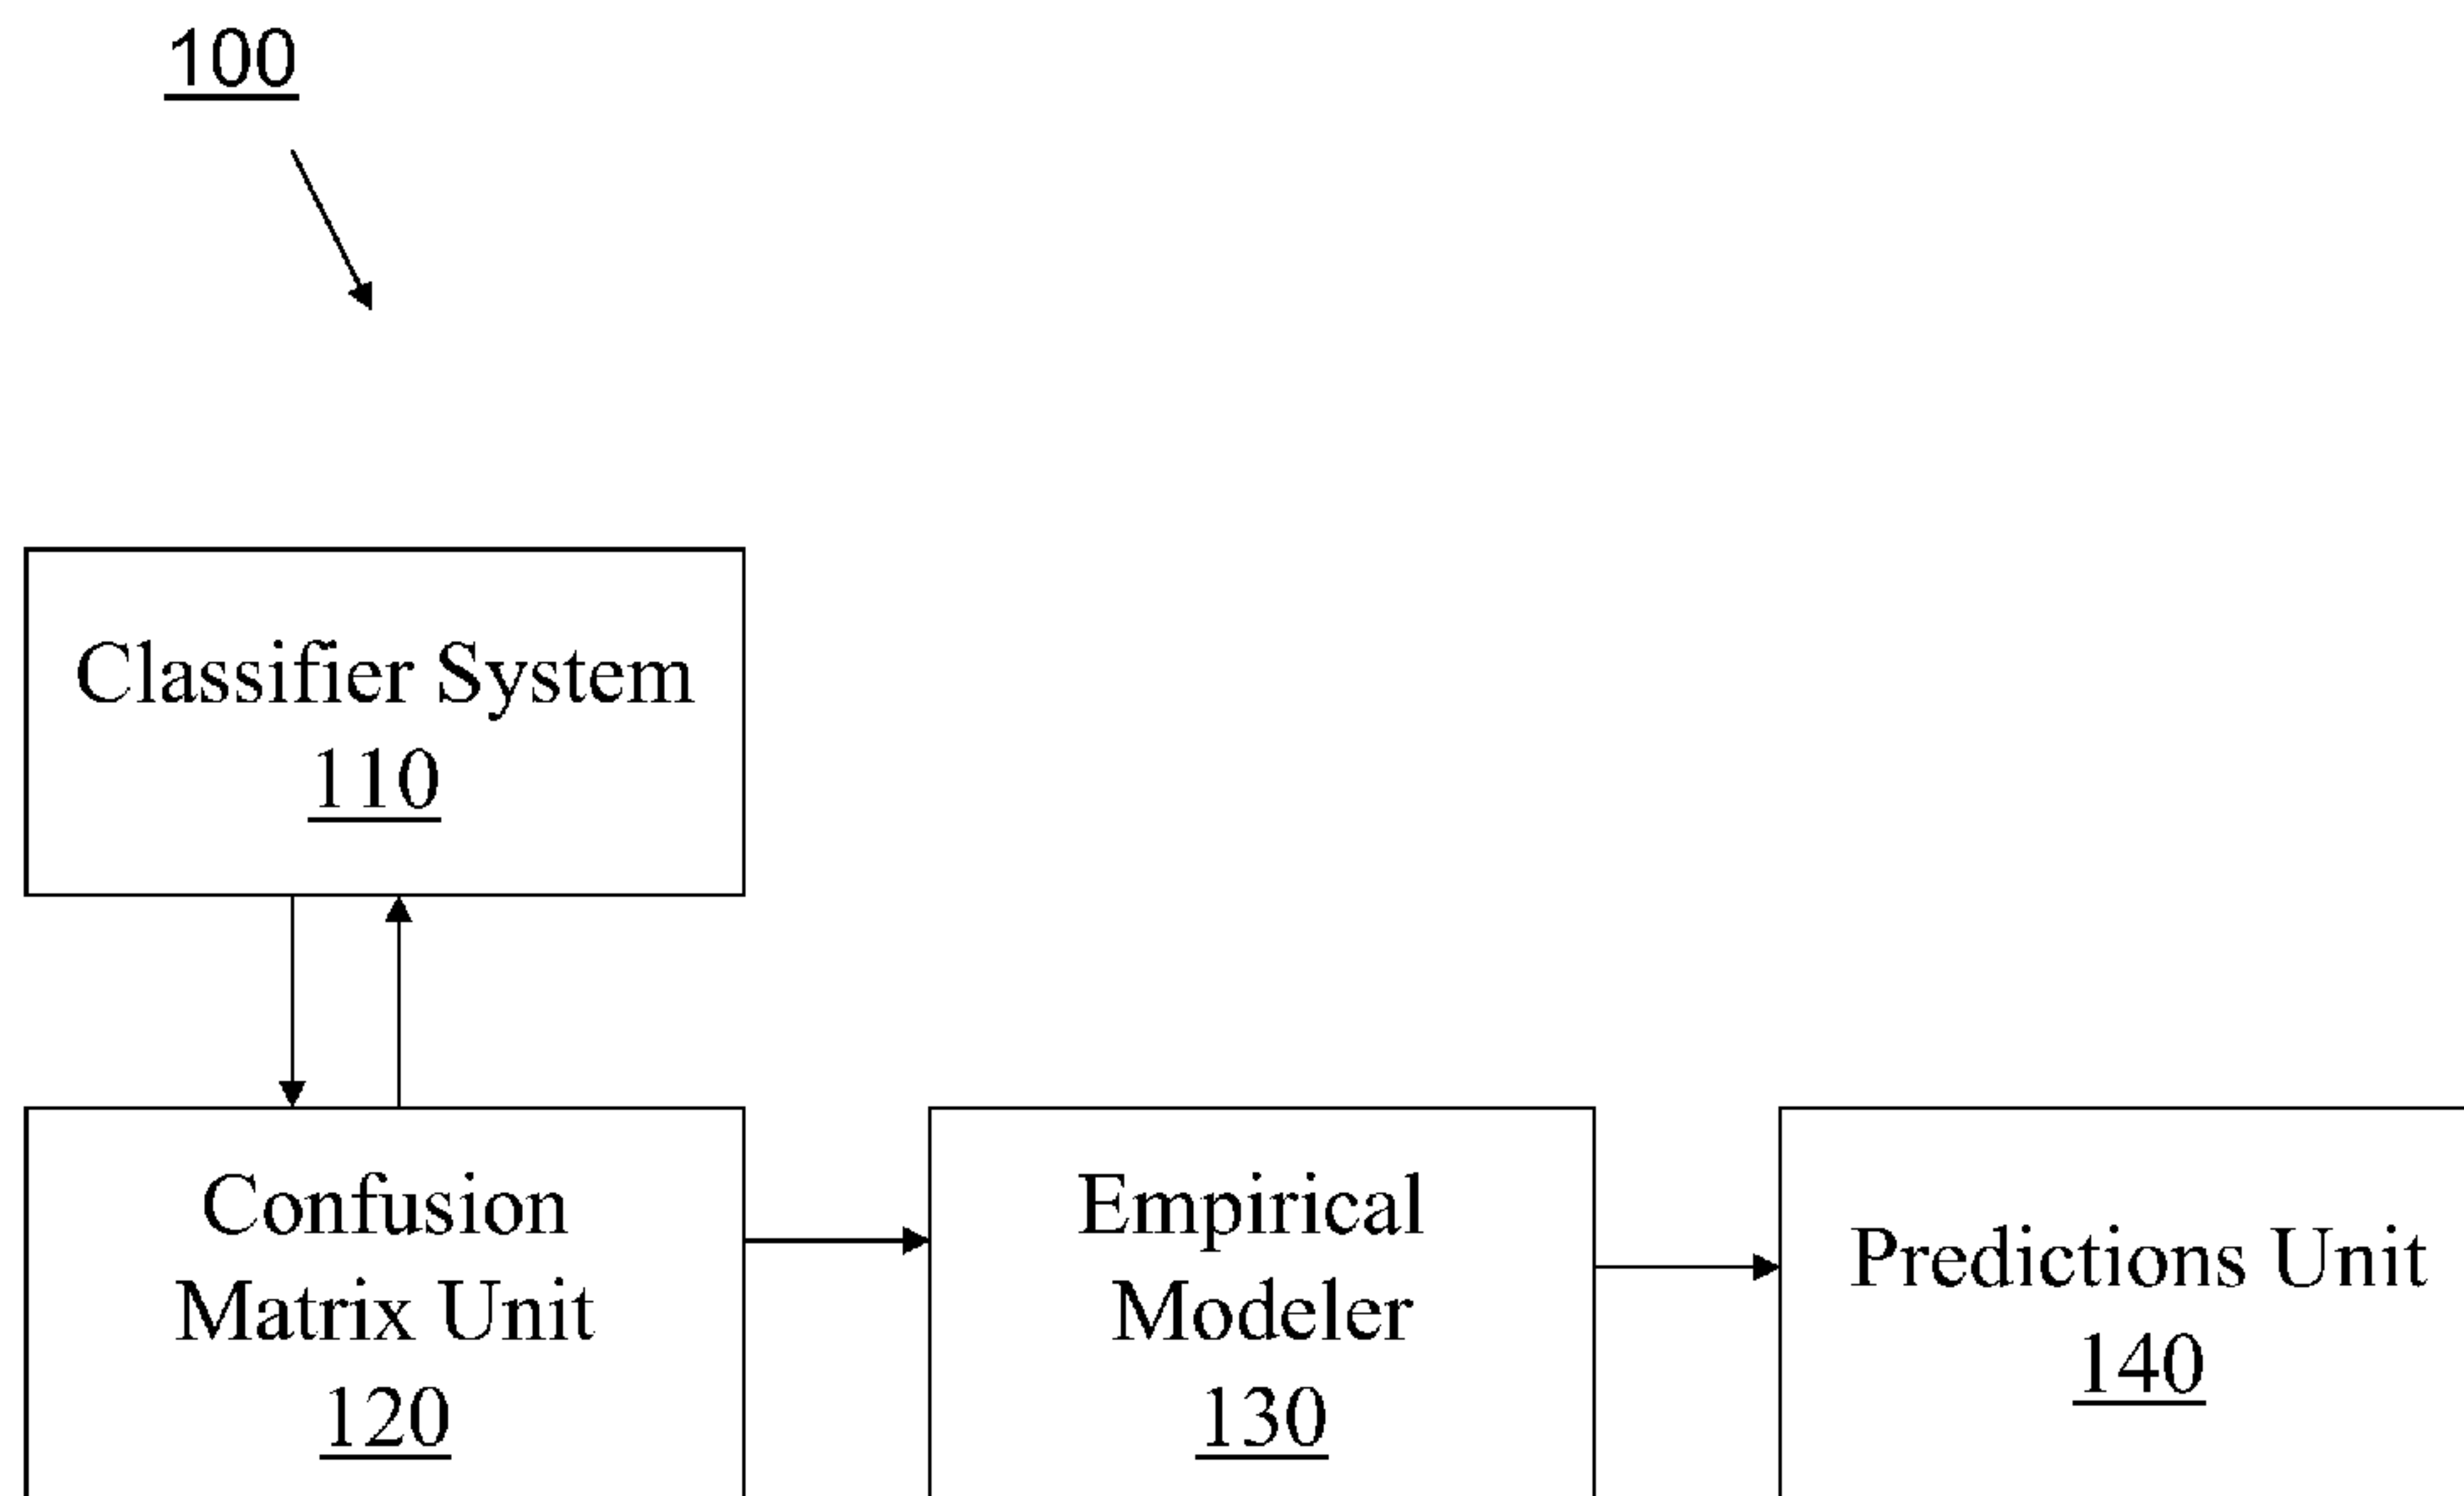 100
Classifier System
110
Confusion
Matrix Unit
120
Empirical
Modeler
130
Predictions Unit
140